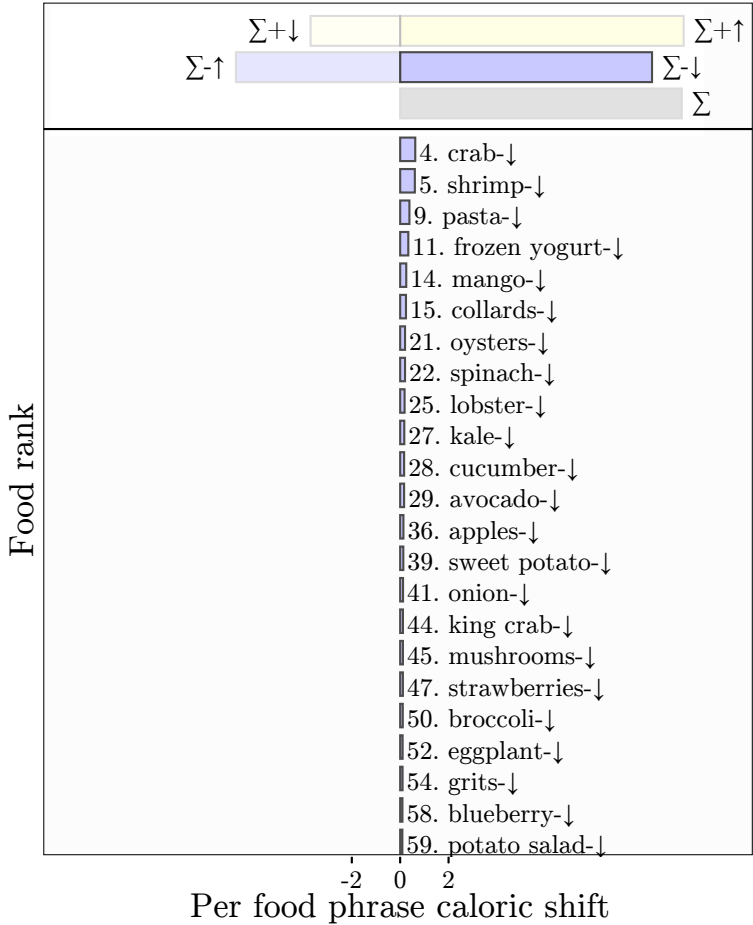 ∑+↓ ∑+↑
∑-↑ ∑-↓
∑
4. crab-↓
5. shrimp-↓
9. pasta-↓
11. frozen yogurt-↓
14. mango-↓
15. collards-↓
21. oysters-↓
22. spinach-↓
25. lobster-↓
27. kale-↓
28. cucumber-↓
29. avocado-↓
36. apples-↓
39. sweet potato-↓
41. onion-↓
44. king crab-↓
45. mushrooms-↓
47. strawberries-↓
50. broccoli-↓
52. eggplant-↓
54. grits-↓
58. blueberry-↓
59. potato salad-↓
Food rank
-2 0 2
Per food phrase caloric shift